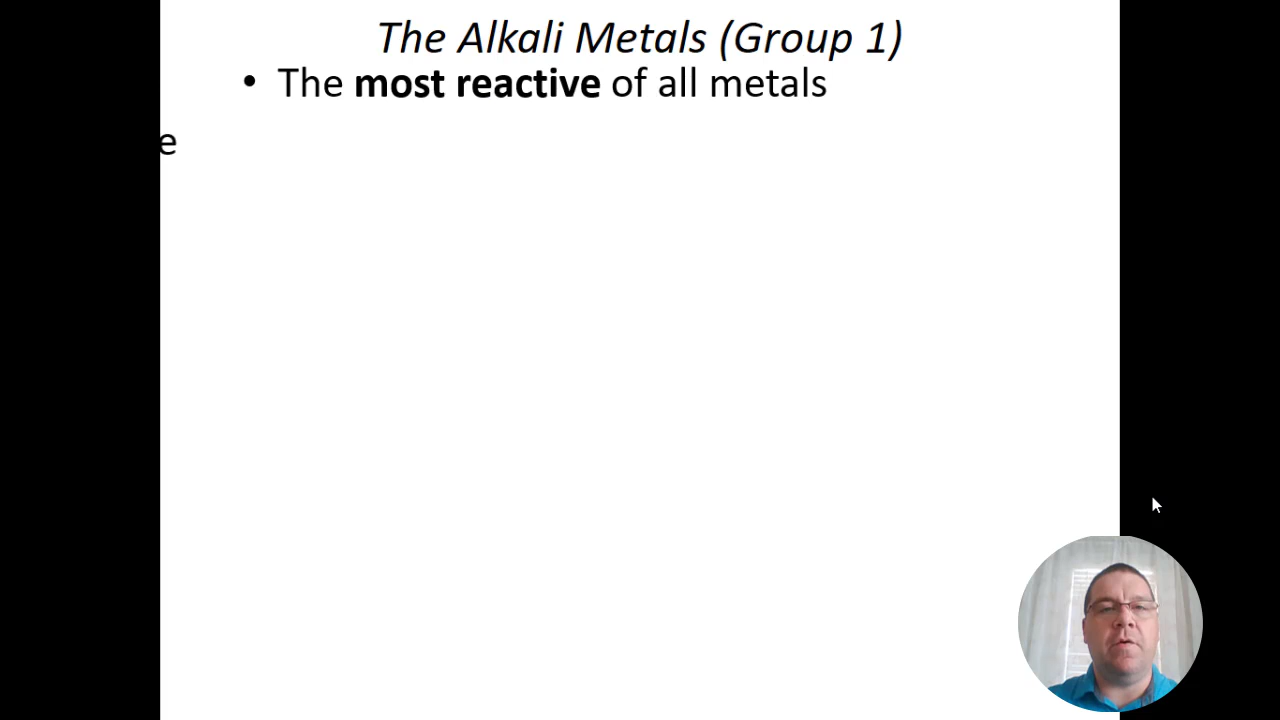 The Alkali Metals (Group 1)
• The most reactive of all metals
e